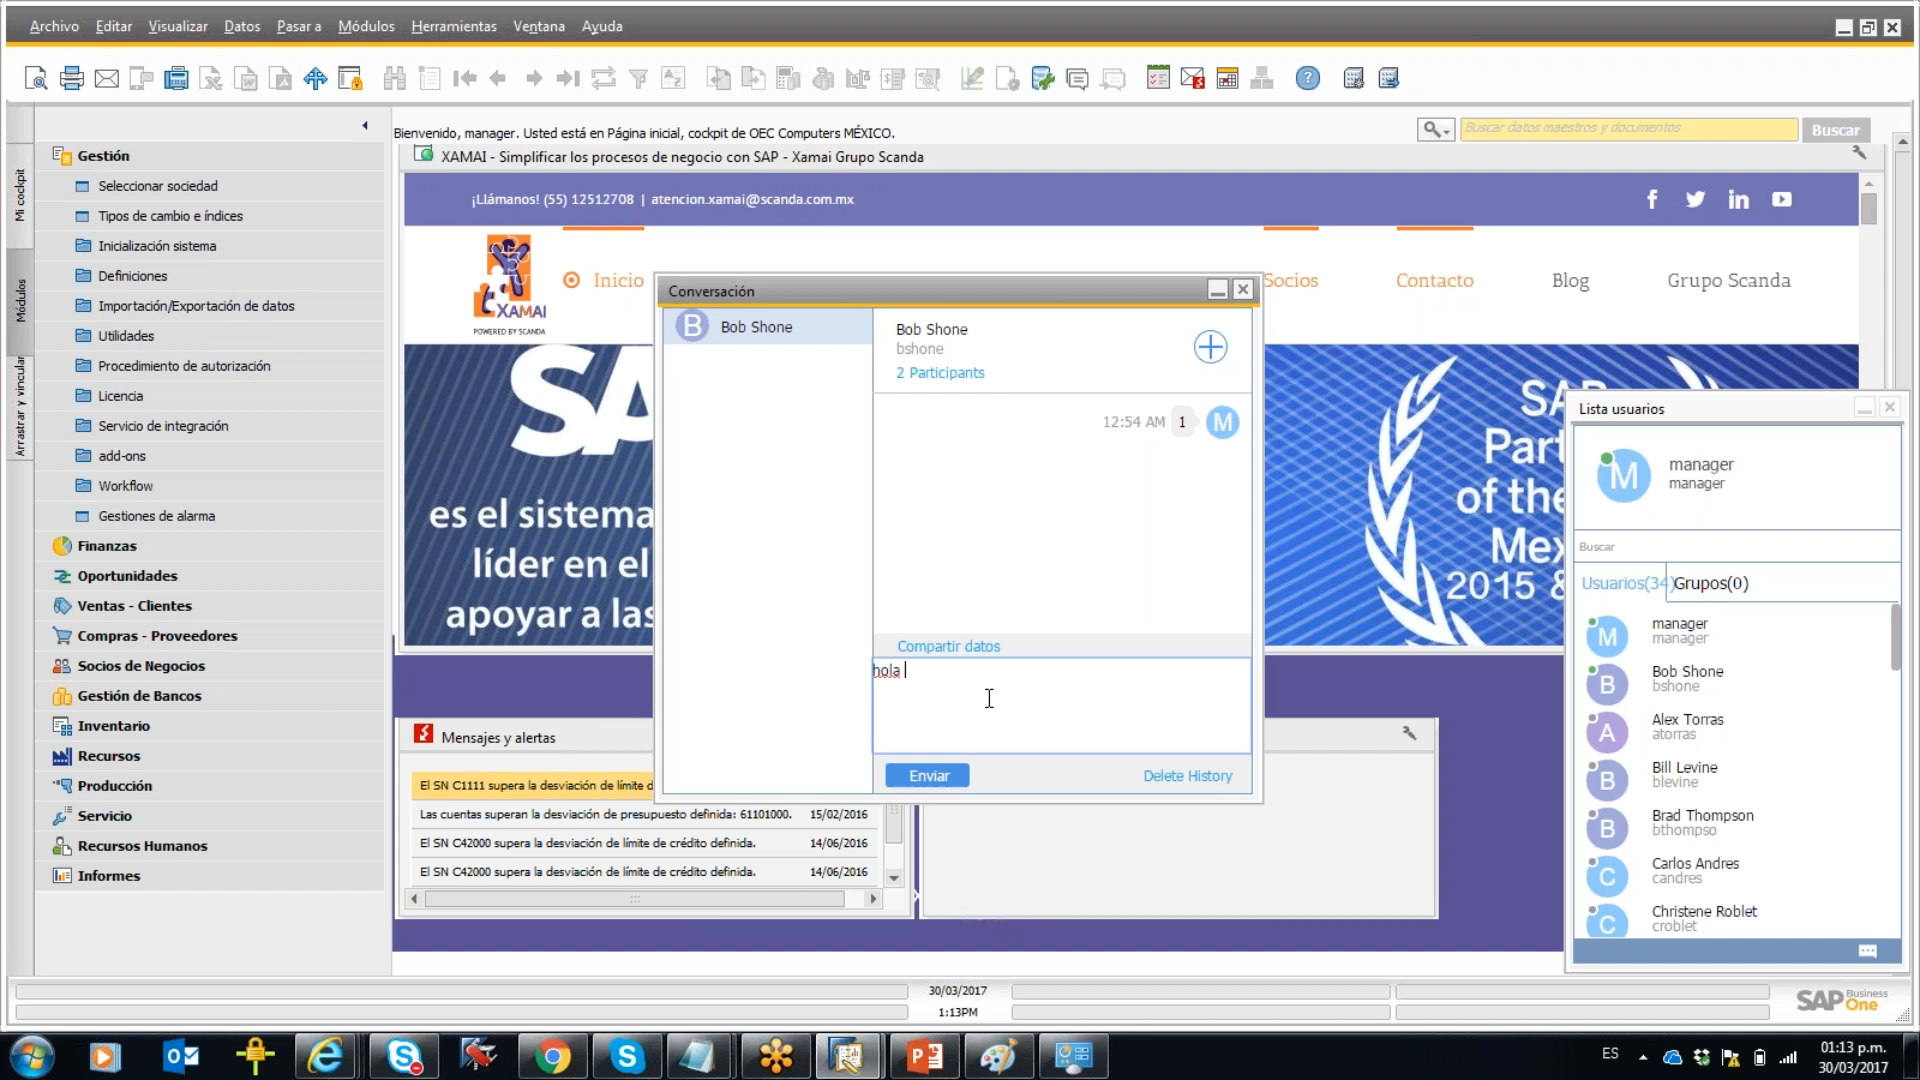 Archivo Editar Visualizar Datos Pasar a Módulos Herramientas Ventana Ayuda
Bienvenido, manager. Usted está en Página inicial, cockpit de OEC Computers MÉXICO.
Buscar datos maestros y documentos
Buscar
Mi cockpit
Módulos
Arrastrar y vincular
Gestión
Seleccionar sociedad
Tipos de cambio e índices
Inicialización sistema
Definiciones
Importación/Exportación de datos
Utilidades
Procedimiento de autorización
Licencia
Servicio de integración
add-ons
Workflow
Gestiones de alarma
Finanzas
Oportunidades
Ventas - Clientes
Compras - Proveedores
Socios de Negocios
Gestión de Bancos
Inventario
Recursos
Producción
Servicio
Recursos Humanos
Informes
XAMAI - Simplificar los procesos de negocio con SAP - Xamai Grupo Scanda
¡Llámanos! (55) 12512708 | atencion.xamai@scanda.com.mx
XAMAI
POWERED BY SCANDA
Inicio
Socios
Contacto
Blog
Grupo Scanda
es el sistema
líder en el
apoyar a las
SAP
of the
2015 &
Conversación
B Bob Shone
Bob Shone
bshone
2 Participants
12:54 AM 1 M
Compartir datos
hola
Enviar
Delete History
Mensajes y alertas
El SN C1111 supera la desviación de límite d
Las cuentas superan la desviación de presupuesto definida: 61101000. 15/02/2016
El SN C42000 supera la desviación de límite de crédito definida. 14/06/2016
El SN C42000 supera la desviación de límite de crédito definida. 14/06/2016
Lista usuarios
M
manager
manager
Buscar
Usuarios(34) Grupos(0)
M manager
manager
B Bob Shone
bshone
A Alex Torras
atorras
B Bill Levine
blevine
B Brad Thompson
bthompso
C Carlos Andres
candres
C Christene Roblet
croblet
30/03/2017
1:13PM
SAP Business One
ES
01:13 p.m.
30/03/2017